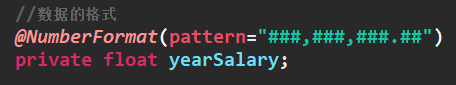 //数据的格式
@NumberFormat(pattern="###,###,###.##")
private float yearSalary;